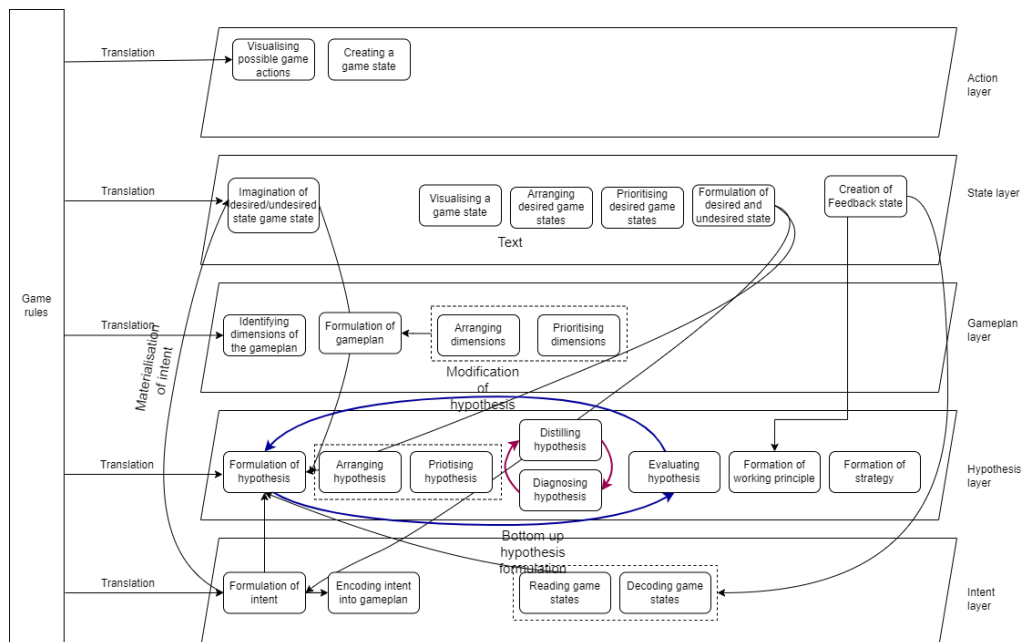 Game
rules
Translation
Visualising
possible game
actions
Creating a
game state
Action
layer
Translation
Imagination of
desired/undesired
state game state
Visualising a
game state
Arranging
desired game
states
Prioritising
desired game
states
Formulation of
desired and
undesired state
Creation of
Feedback state
State layer
Text
Translation
Identifying
dimensions of
the gameplan
Formulation of
gameplan
Arranging
dimensions
Prioritising
dimensions
Gameplan
layer
Materialisation
of intent
Modification
of
hypothesis
Translation
Formulation of
hypothesis
Arranging
hypothesis
Priotising
hypothesis
Distilling
hypothesis
Diagnosing
hypothesis
Evaluating
hypothesis
Formation of
working principle
Formation of
strategy
Hypothesis
layer
Bottom up
hypothesis
formulation
Translation
Formulation of
intent
Encoding intent
into gameplan
Reading game
states
Decoding game
states
Intent
layer